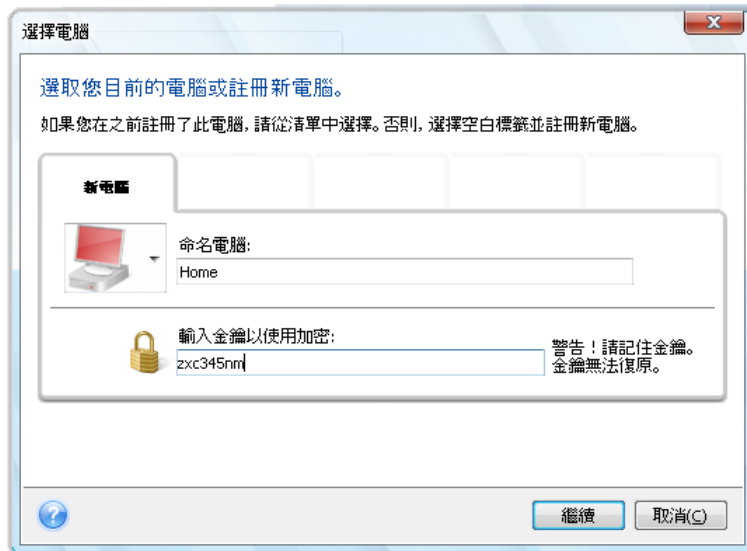 選擇電腦
選取您目前的電腦或註冊新電腦。
如果您在之前註冊了此電腦,請從清單中選擇。否則,選擇空白標籤並註冊新電腦。
新電腦
命名電腦:
Home
輸入金鑰以使用加密:
zxc345nm
警告！請記住金鑰。
金鑰無法復原。
繼續
取消(C)